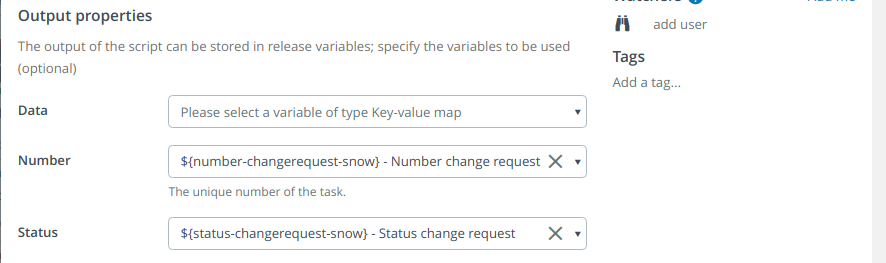 Output properties
The output of the script can be stored in release variables; specify the variables to be used
(optional)
Data
Please select a variable of type Key-value map
Number
${number-changerequest-snow} - Number change request
The unique number of the task.
Status
${status-changerequest-snow} - Status change request
add user
Tags
Add a tag...